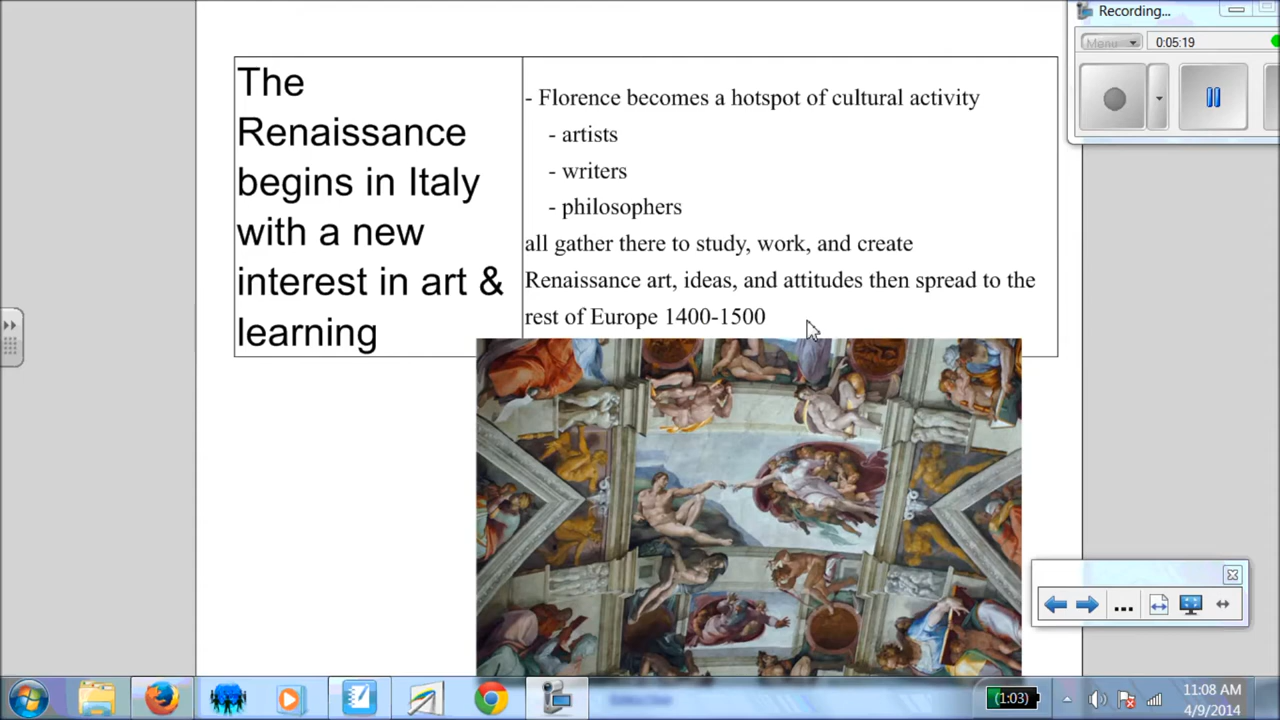 Recording...
Menu
0:05:19
The
Renaissance
begins in Italy
with a new
interest in art &
learning
- Florence becomes a hotspot of cultural activity
- artists
- writers
- philosophers
all gather there to study, work, and create
Renaissance art, ideas, and attitudes then spread to the
rest of Europe 1400-1500
...
(1:03)
11:08 AM
4/9/2014